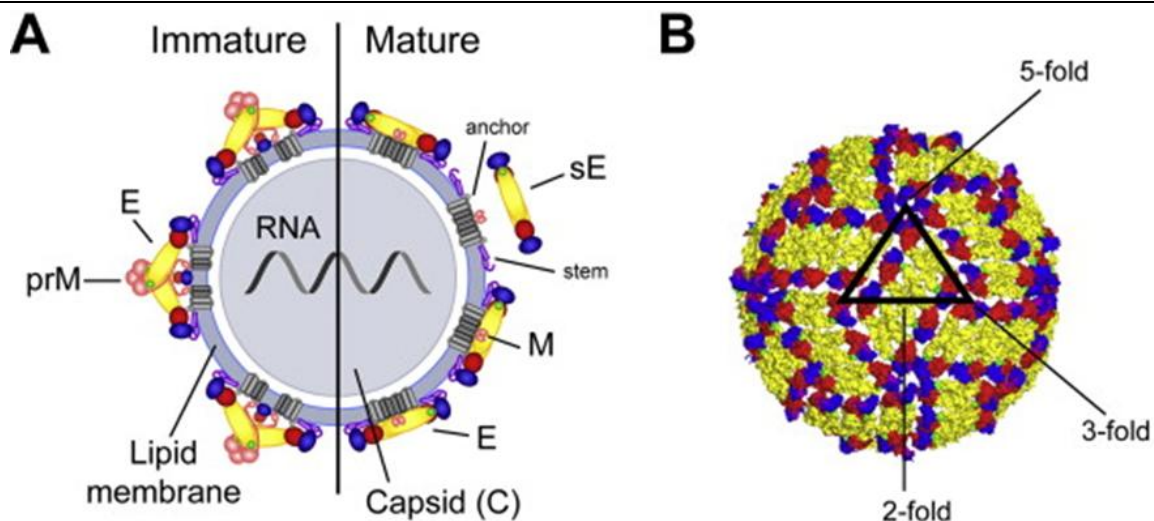 A
Immature
Mature
anchor
sE
E
RNA
prM
stem
M
E
Lipid
membrane
Capsid (C)
B
5-fold
3-fold
2-fold